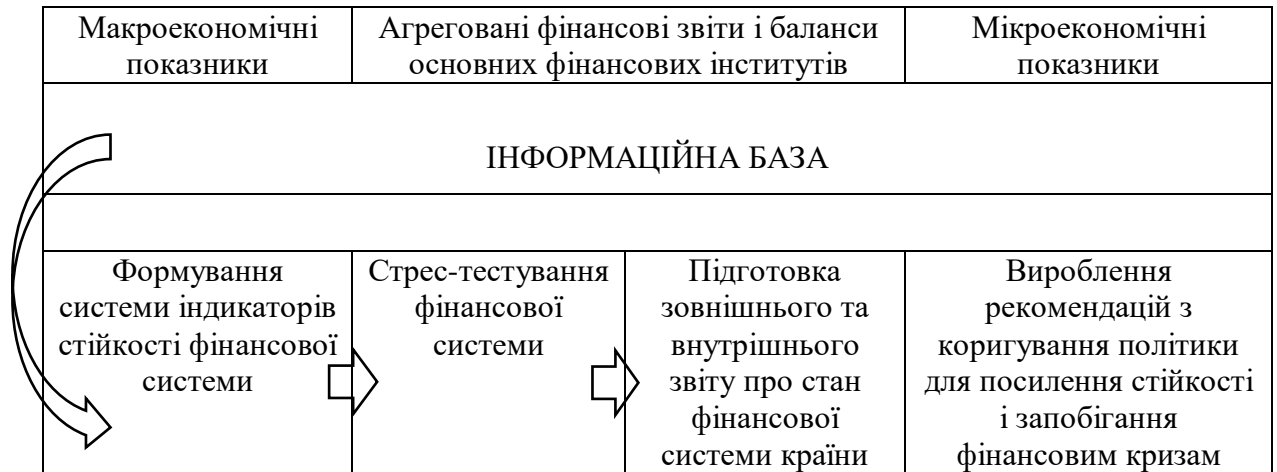 Макроекономічні
показники
Агреговані фінансові звіти і баланси
основних фінансових інститутів
Мікроекономічні
показники
ІНФОРМАЦІЙНА БАЗА
Формування
системи індикаторів
стійкості фінансової
системи
Стрес-тестування
фінансової
системи
Підготовка
зовнішнього та
внутрішнього
звіту про стан
фінансової
системи країни
Вироблення
рекомендацій з
коригування політики
для посилення стійкості
і запобігання
фінансовим кризам